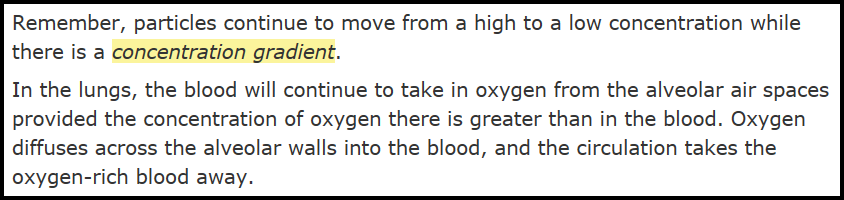 Remember, particles continue to move from a high to a low concentration while
there is a concentration gradient.
In the lungs, the blood will continue to take in oxygen from the alveolar air spaces
provided the concentration of oxygen there is greater than in the blood. Oxygen
diffuses across the alveolar walls into the blood, and the circulation takes the
oxygen-rich blood away.